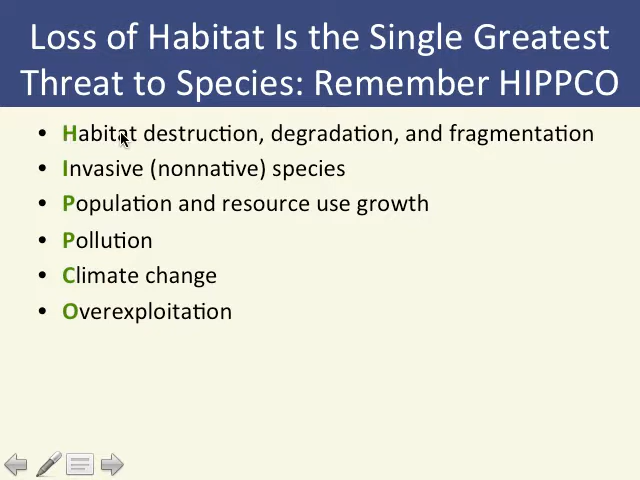 Loss of Habitat Is the Single Greatest
Threat to Species: Remember HIPPCO
• Habitat destruction, degradation, and fragmentation
• Invasive (nonnative) species
• Population and resource use growth
• Pollution
• Climate change
• Overexploitation